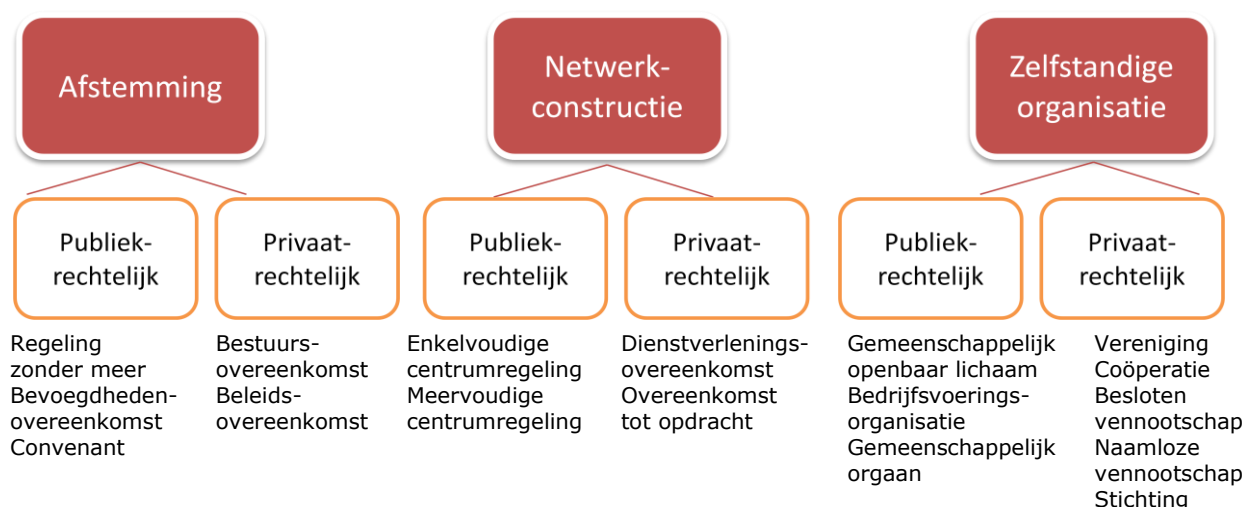 Afstemming
Netwerk-
constructie
Zelfstandige
organisatie
Publiek-
rechtelijk
Privaat-
rechtelijk
Publiek-
rechtelijk
Privaat-
rechtelijk
Publiek-
rechtelijk
Privaat-
rechtelijk
Regeling
zonder meer
Bevoegdheden-
overeenkomst
Convenant
Bestuurs-
overeenkomst
Beleids-
overeenkomst
Enkelvoudige
centrumregeling
Meervoudige
centrumregeling
Dienstverlenings-
overeenkomst
Overeenkomst
tot opdracht
Gemeenschappelijk
openbaar lichaam
Bedrijfsvoerings-
organisatie
Gemeenschappelijk
orgaan
Vereniging
Coöperatie
Besloten
vennootschap
Naamloze
vennootschap
Stichting